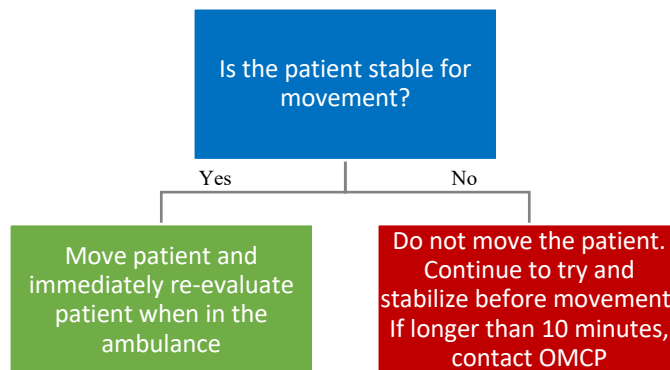 Is the patient stable for
movement?
Yes
No
Move patient and
immediately re-evaluate
patient when in the
ambulance
Do not move the patient.
Continue to try and
stabilize before movement.
If longer than 10 minutes,
contact OMCP